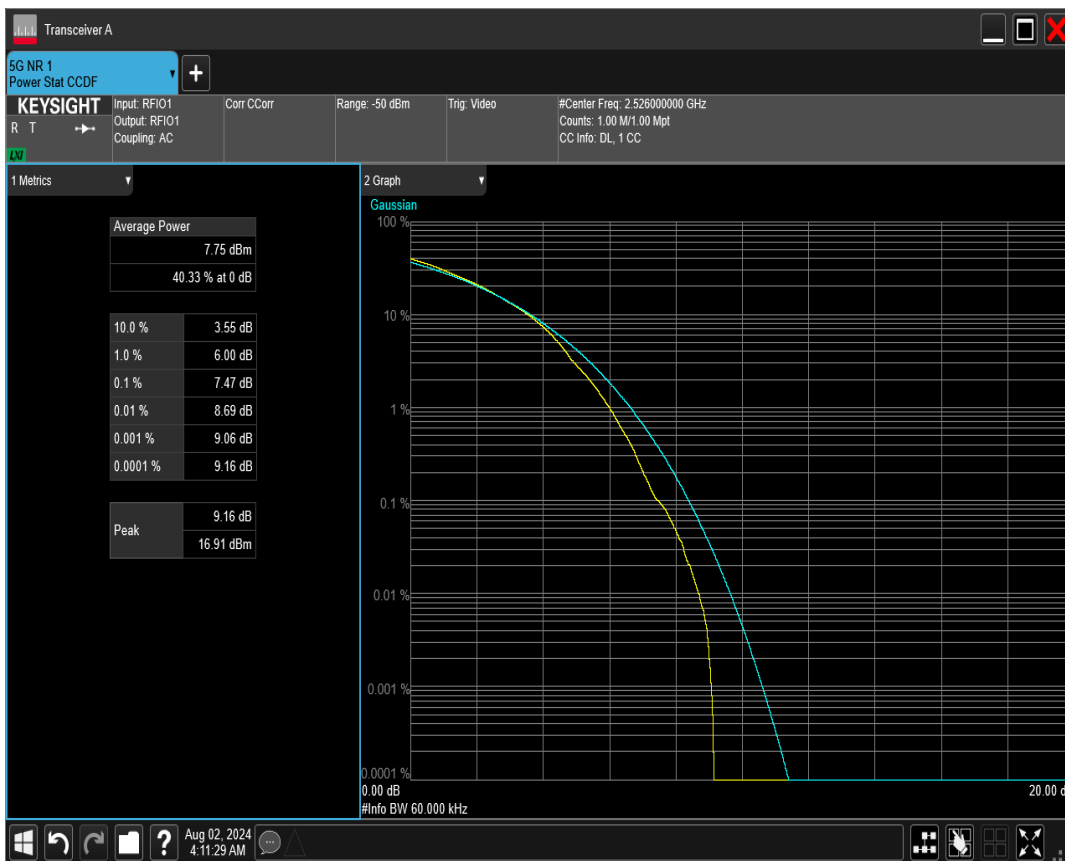 Transceiver A
5G NR 1
Power Stat CCDF
KEYSIGHT
R T
LXI
Input: RFIO1
Output: RFIO1
Coupling: AC
Corr CCorr
Range: -50 dBm
Trig: Video
#Center Freq: 2.526000000 GHz
Counts: 1.00 M/1.00 Mpt
CC Info: DL, 1 CC
1 Metrics
Average Power
7.75 dBm
40.33 % at 0 dB
10.0 % 3.55 dB
1.0 % 6.00 dB
0.1 % 7.47 dB
0.01 % 8.69 dB
0.001 % 9.06 dB
0.0001 % 9.16 dB
Peak
9.16 dB
16.91 dBm
2 Graph
Gaussian
100 %
10 %
1 %
0.1 %
0.01 %
0.001 %
0.0001 %
0.00 dB 20.00 d
#Info BW 60.000 kHz
? Aug 02, 2024
4:11:29 AM